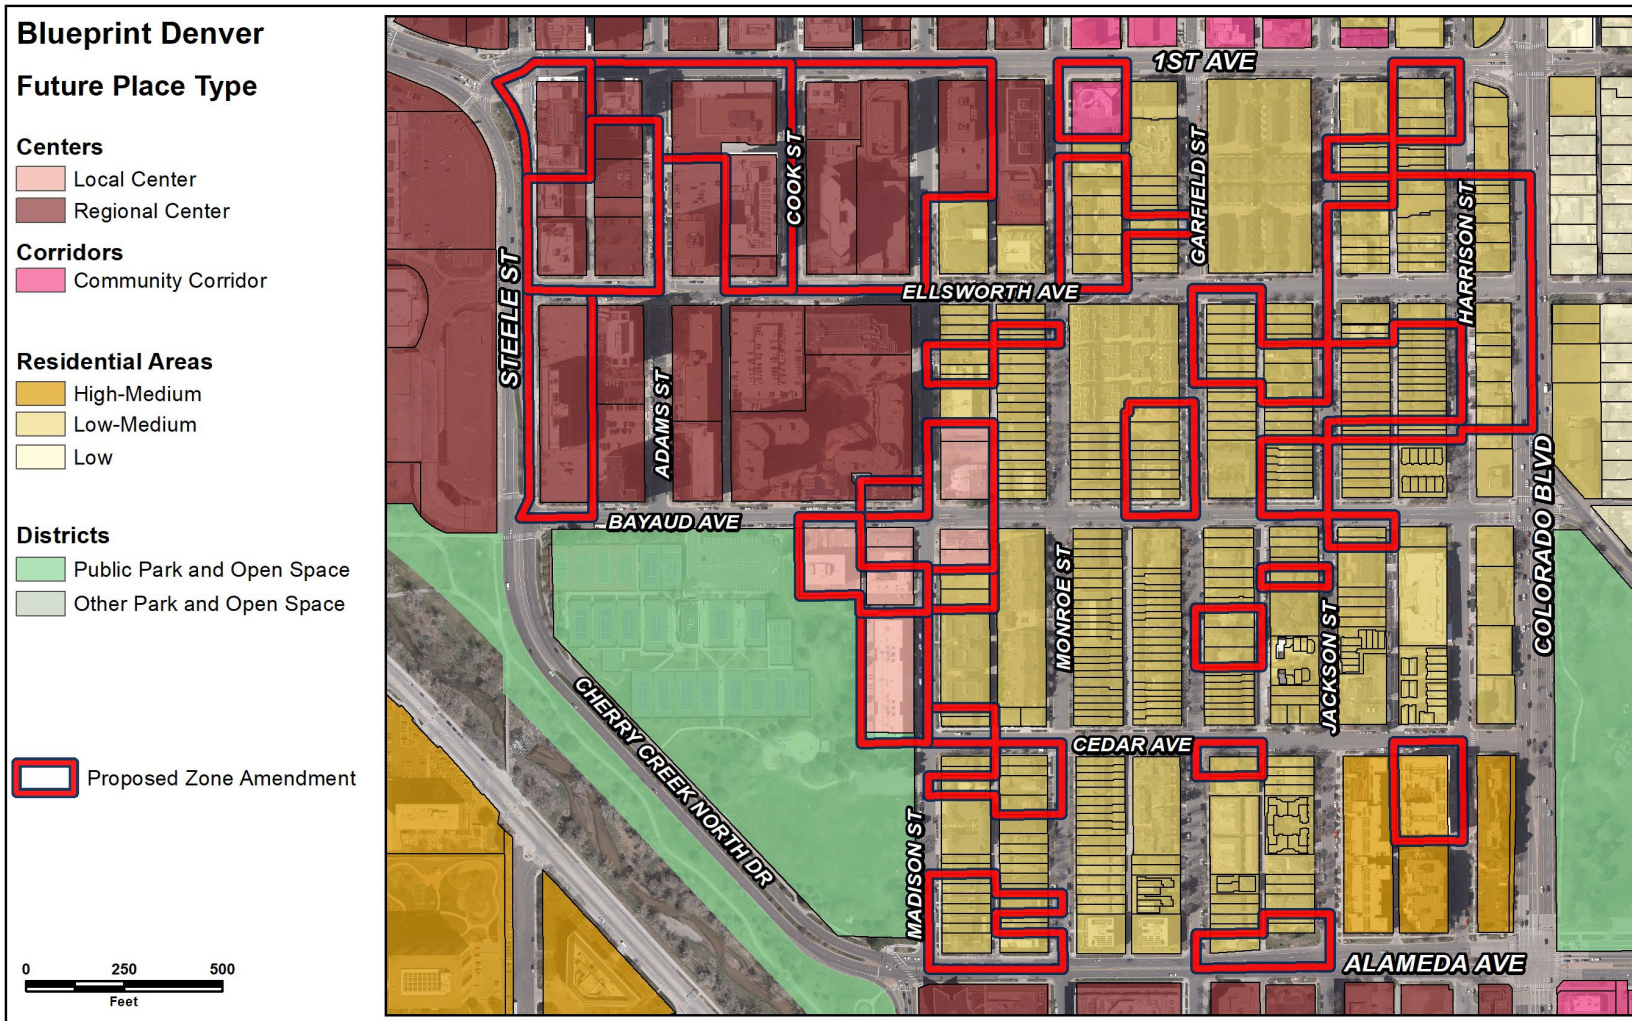 Blueprint Denver
Future Place Type
Centers
Local Center
Regional Center
Corridors
Community Corridor
Residential Areas
High-Medium
Low-Medium
Low
Districts
Public Park and Open Space
Other Park and Open Space
Proposed Zone Amendment
0 250 500
Feet
1ST AVE
COOK ST
GARFIELD ST
HARRISON ST
STEELE ST
ELLSWORTH AVE
ADAMS ST
BAYAUD AVE
COLORADO BLVD
MONROE ST
JACKSON ST
CHERRY CREEK NORTH DR
CEDAR AVE
MADISON ST
ALAMEDA AVE